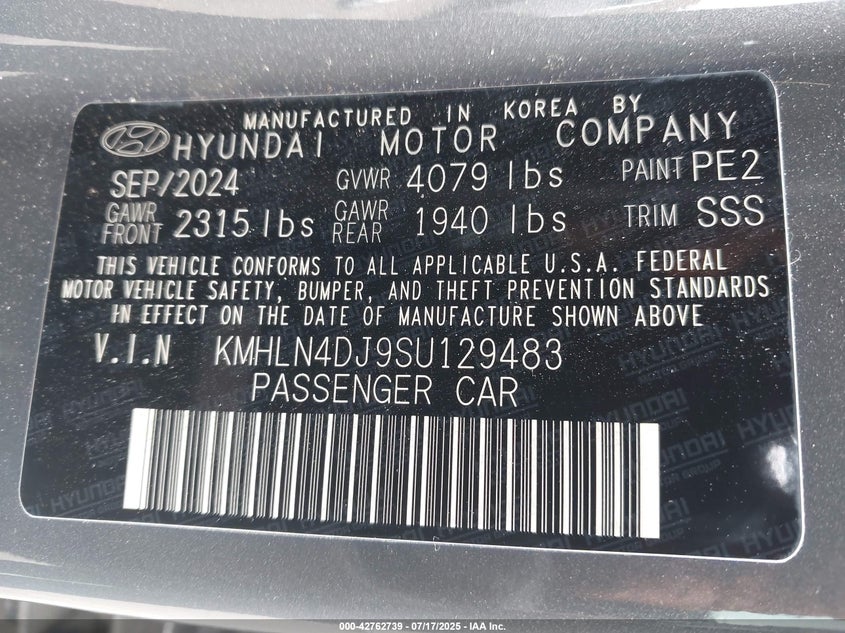 MANUFACTURED IN KOREA BY
HYUNDAI MOTOR COMPANY
SEP/2024 GVWR 4079 lbs PAINT PE2
GAWR FRONT 2315 lbs GAWR REAR 1940 lbs TRIM SSS
THIS VEHICLE CONFORMS TO ALL APPLICABLE U.S.A. FEDERAL
MOTOR VEHICLE SAFETY, BUMPER, AND THEFT PREVENTION STANDARDS
IN EFFECT ON THE DATE OF MANUFACTURE SHOWN ABOVE
V.I.N KMHLN4DJ9SU129483
PASSENGER CAR
HYUNDAI
HYUNDAI
000-42762739 - 07/17/2025 - IAA Inc.